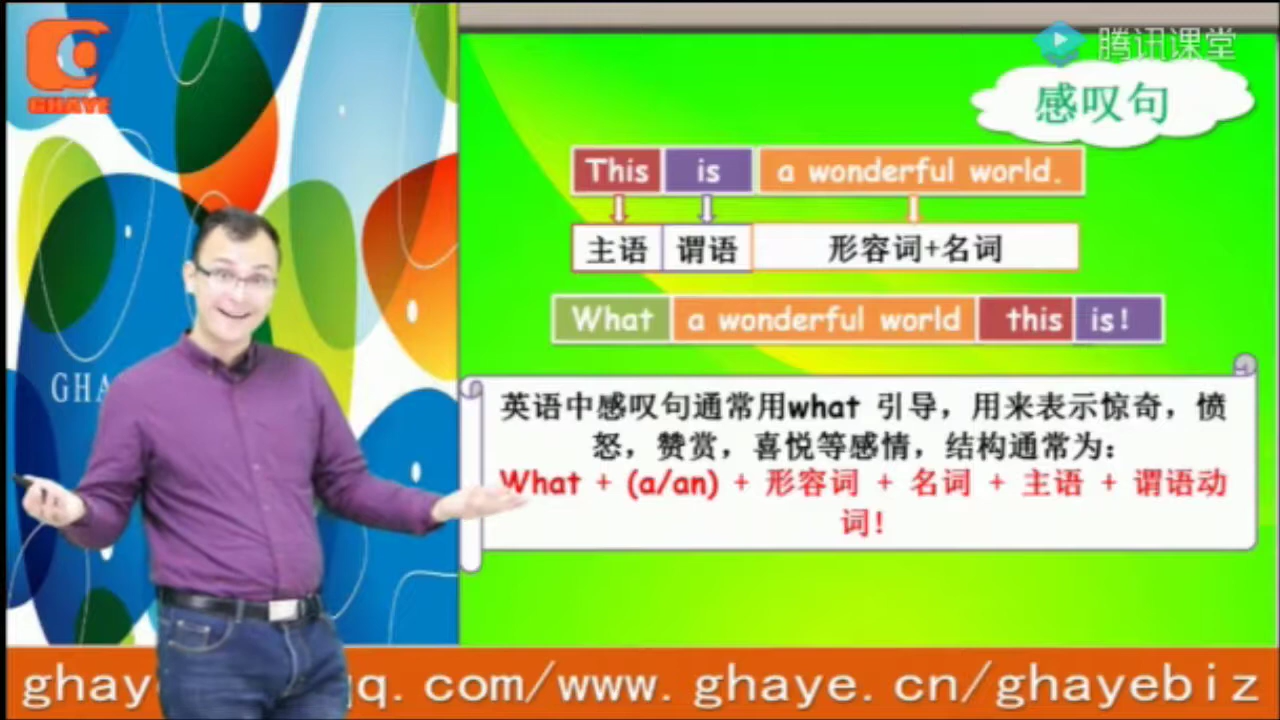 GHAYE
腾讯课堂
感叹句
This is a wonderful world.
主语 谓语 形容词+名词
What a wonderful world this is!
GHA
英语中感叹句通常用what 引导，用来表示惊奇，愤
怒，赞赏，喜悦等感情，结构通常为：
What + (a/an) + 形容词 + 名词 + 主语 + 谓语动
词！
ghay q.com/www.ghaye.cn/ghayebiz